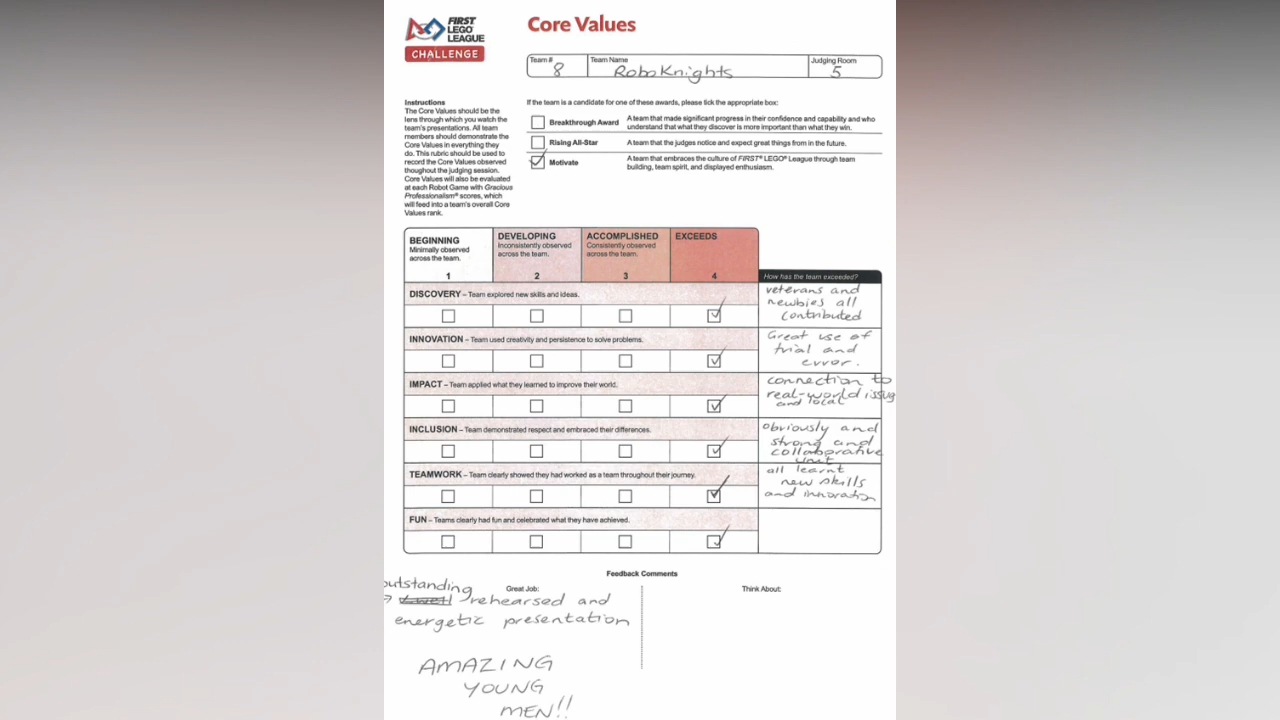 FIRST
LEGO
LEAGUE
CHALLENGE
Core Values
Team #
8
Team Name
RoboKnights
Judging Room
5
Instructions
The Core Values should be the
lens through which you watch the
team's presentations. All team
members should demonstrate the
Core Values in everything they
do. This rubric should be used to
record the Core Values observed
thoughout the judging session.
Core Values will also be evaluated
at each Robot Game with Gracious
Professionalism® scores, which
will feed into a team's overall Core
Values rank.
If the team is a candidate for one of these awards, please tick the appropriate box:
Breakthrough Award
A team that made significant progress in their confidence and capability and who
understand that what they discover is more important than what they win.
Rising All-Star
A team that the judges notice and expect great things from in the future.
Motivate
A team that embraces the culture of FIRST® LEGO® League through team
building, team spirit, and displayed enthusiasm.
BEGINNING
Minimally observed
across the team.
1
DEVELOPING
Inconsistently observed
across the team.
2
ACCOMPLISHED
Consistently observed
across the team.
3
EXCEEDS
4
How has the team exceeded?
DISCOVERY – Team explored new skills and ideas.
veterans and
newbies all
contributed
INNOVATION – Team used creativity and persistence to solve problems.
Great use of
trial and
error.
IMPACT – Team applied what they learned to improve their world.
connection to
real-world issug
and local
INCLUSION – Team demonstrated respect and embraced their differences.
obviously and
strong and
collaborative
unit
TEAMWORK – Team clearly showed they had worked as a team throughout their journey.
all learnt
new skills
and innovation
FUN – Teams clearly had fun and celebrated what they have achieved.
Feedback Comments
Great Job:
outstanding
rehearsed and
energetic presentation
AMAZING
YOUNG
MEN!!
Think About: